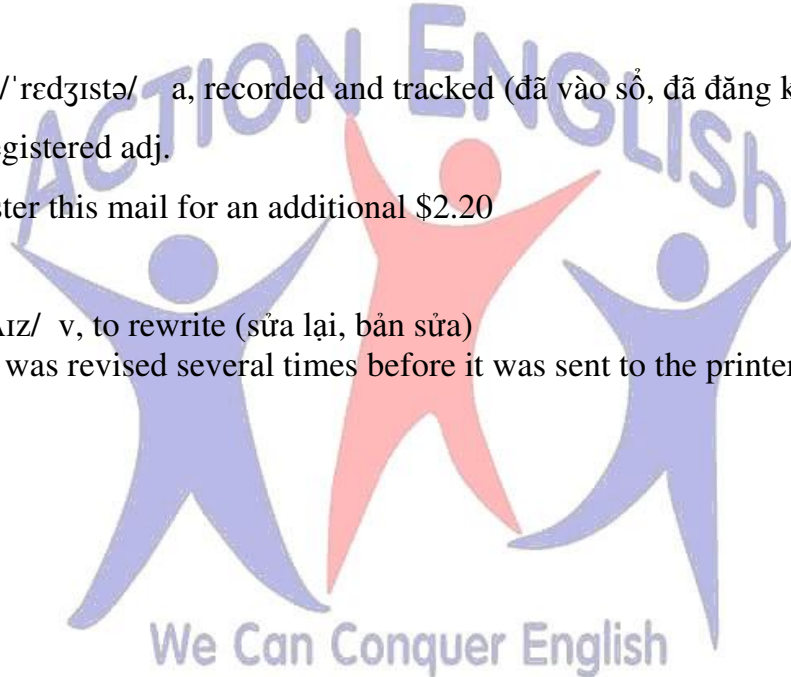 ACTION ENGLISH
/ˈrɛdʒɪstə/ a, recorded and tracked (đã vào sổ, đã đăng k
gistered adj.
ster this mail for an additional $2.20
ʌɪz/ v, to rewrite (sửa lại, bản sửa)
was revised several times before it was sent to the printer
We Can Conquer English